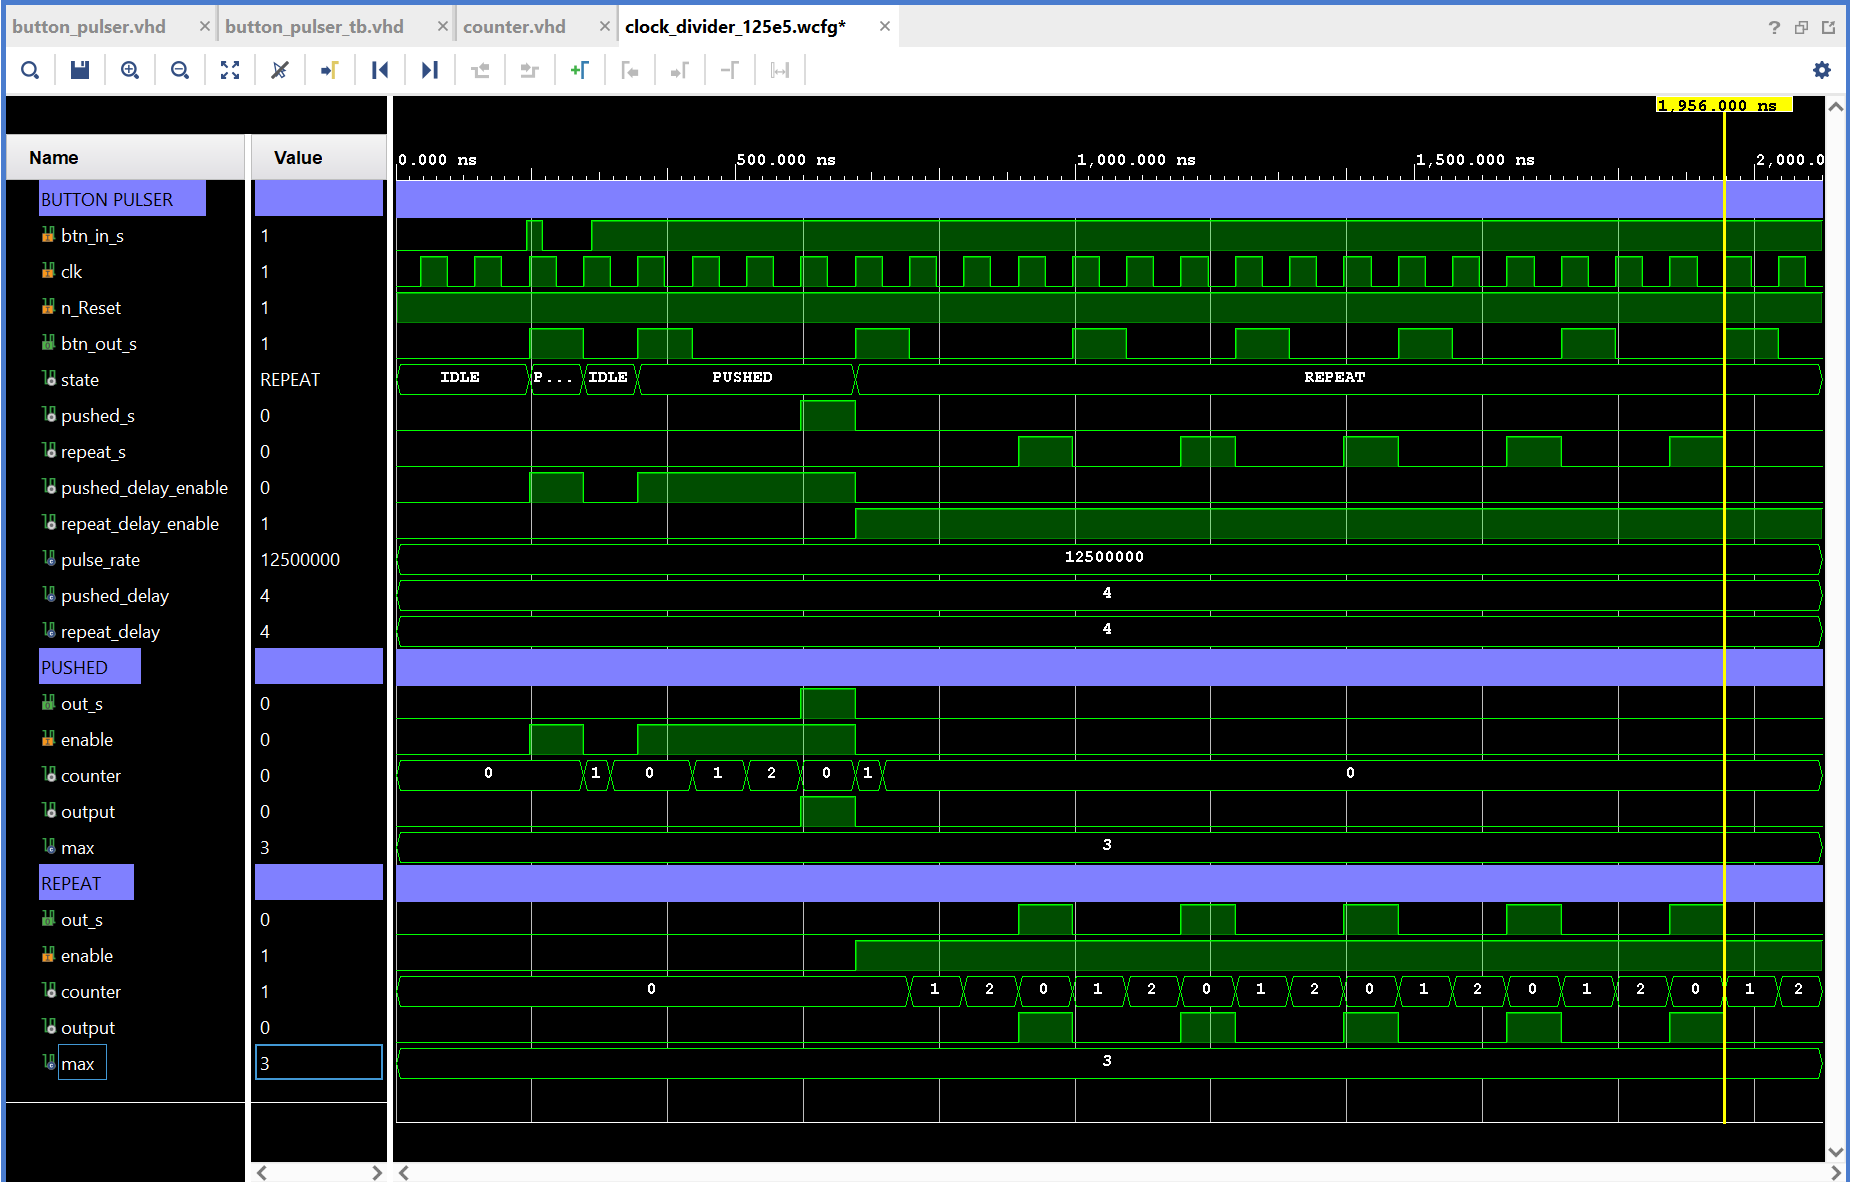 button_pulser.vhd × button_pulser_tb.vhd × counter.vhd × clock_divider_125e5.wcfg* × ?
1,956.000 ns
Name Value 0.000 ns 500.000 ns 1,000.000 ns 1,500.000 ns 2,000.0
BUTTON PULSER
btn_in_s 1
clk 1
n_Reset 1
btn_out_s 1
state REPEAT IDLE P... IDLE PUSHED REPEAT
pushed_s 0
repeat_s 0
pushed_delay_enable 0
repeat_delay_enable 1
pulse_rate 12500000 12500000
pushed_delay 4 4
repeat_delay 4 4
PUSHED
out_s 0
enable 0
counter 0 0 1 0 1 2 0 1 0
output 0
max 3 3
REPEAT
out_s 0
enable 1
counter 1 0 1 2 0 1 2 0 1 2 0 1 2 0 1 2 0 1 2
output 0
max 3 3